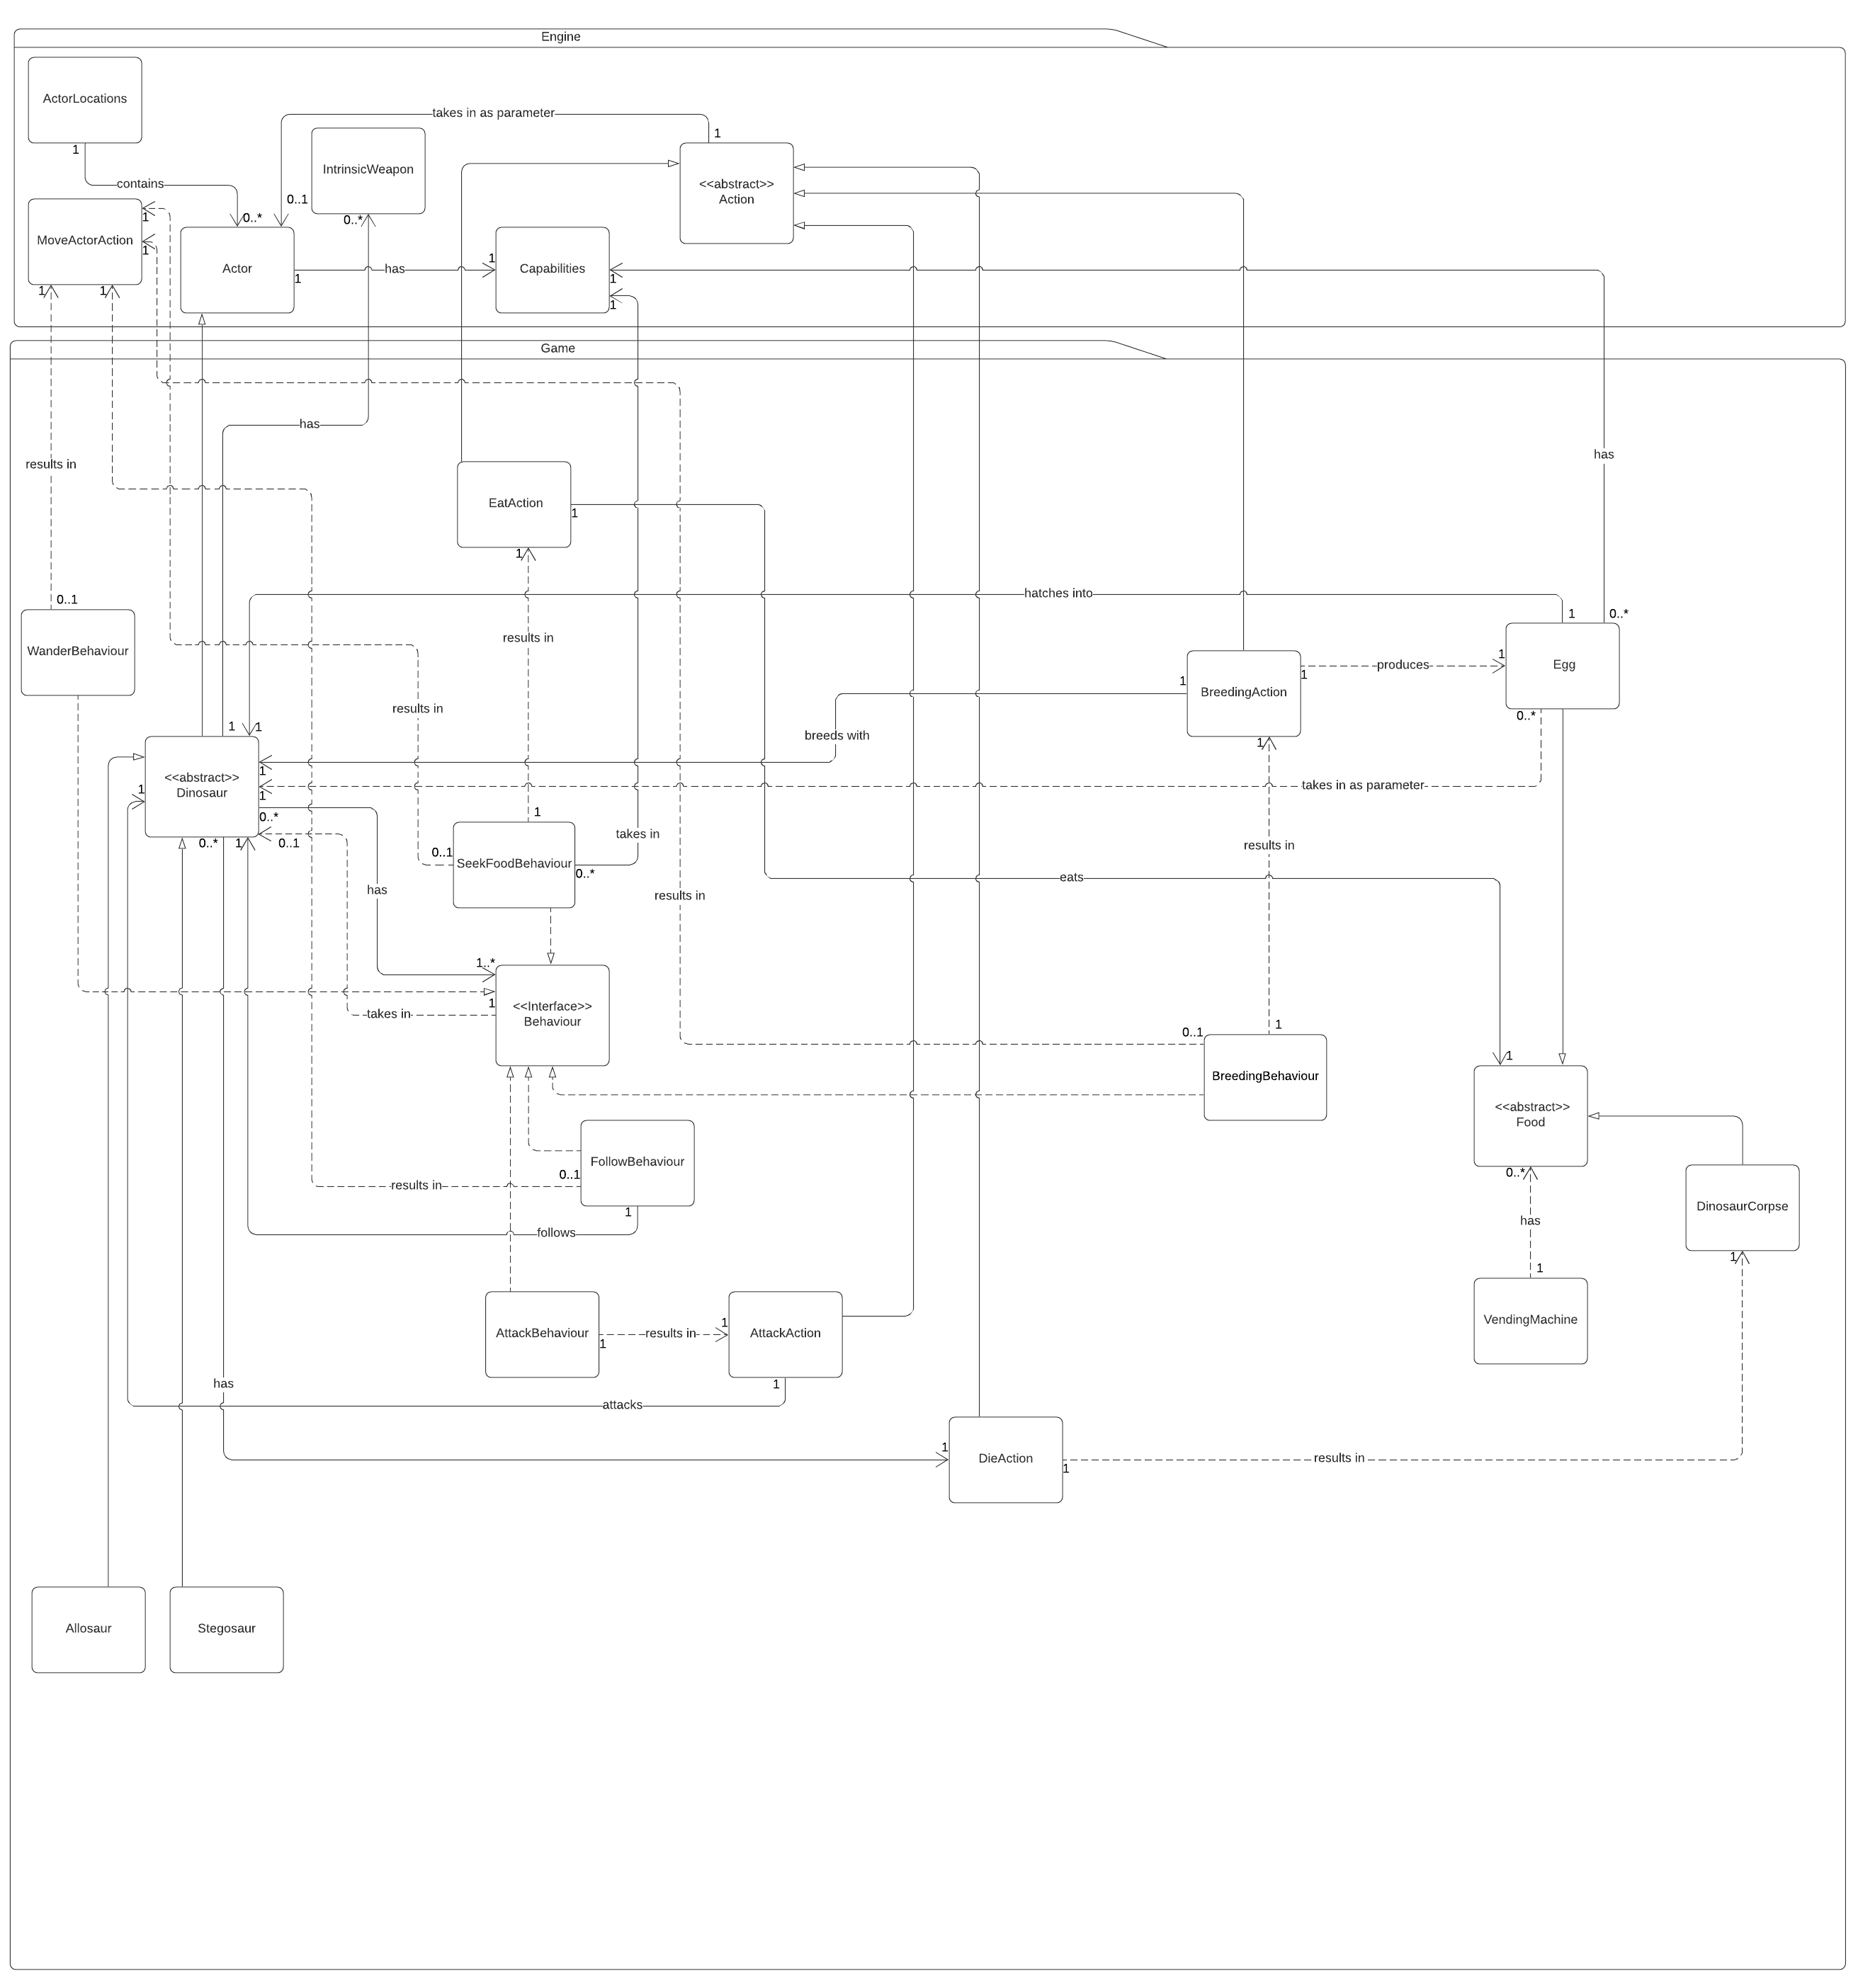 Engine
ActorLocations
takes in as parameter
1
IntrinsicWeapon
1
<<abstract>>
Action
contains
0..1
0..*
0..*
1
MoveActorAction
1
Actor
has
1
1
Capabilities
1
1
1
1
1
Game
has
has
results in
EatAction
1
1
hatches into
0..1
1
0..*
results in
WanderBehaviour
Egg
produces
1
1
BreedingAction
1
results in
0..*
1
1
breeds with
1
<<abstract>>
Dinosaur
1
1
1
takes in as parameter
0..*
1
takes in
0..*
1
0..1
0..1
SeekFoodBehaviour
0..*
results in
has
eats
results in
1..*
1
<<Interface>>
Behaviour
takes in
1
0..1
1
BreedingBehaviour
<<abstract>>
Food
FollowBehaviour
0..1
results in
0..*
DinosaurCorpse
1
follows
has
1
1
VendingMachine
AttackBehaviour
1
results in
1
AttackAction
has
1
attacks
1
DieAction
1
results in
Allosaur
Stegosaur